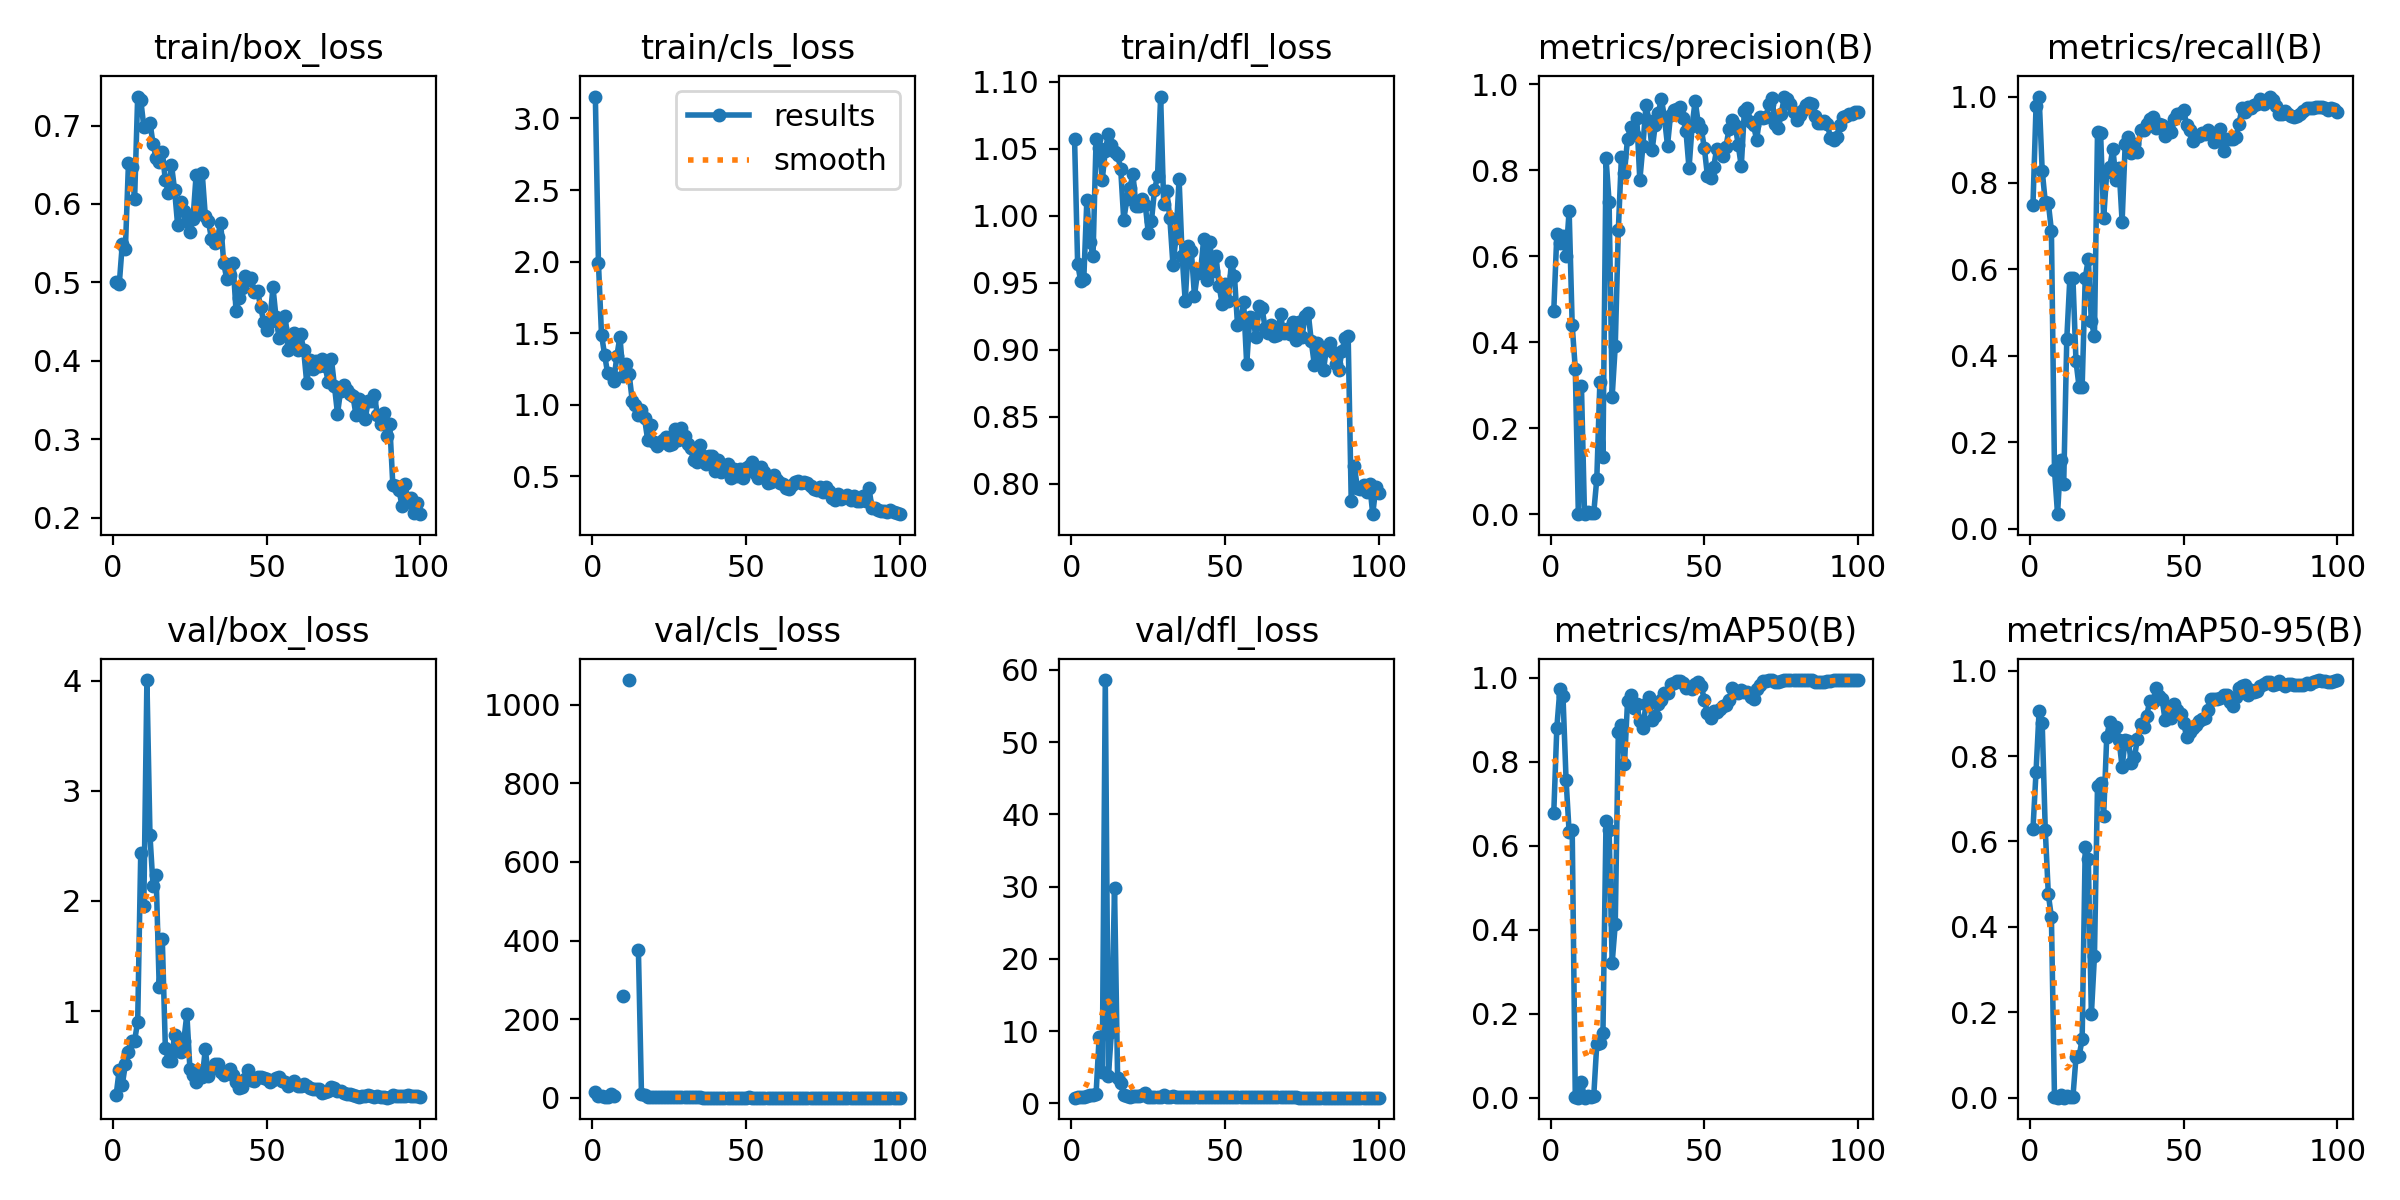 train/box_loss
0.7
0.6
0.5
0.4
0.3
0.2
0 50 100
train/cls_loss
results
smooth
3.0
2.5
2.0
1.5
1.0
0.5
0 50 100
train/dfl_loss
1.10
1.05
1.00
0.95
0.90
0.85
0.80
0 50 100
metrics/precision(B)
1.0
0.8
0.6
0.4
0.2
0.0
0 50 100
metrics/recall(B)
1.0
0.8
0.6
0.4
0.2
0.0
0 50 100
val/box_loss
4
3
2
1
0 50 100
val/cls_loss
1000
800
600
400
200
0
0 50 100
val/dfl_loss
60
50
40
30
20
10
0
0 50 100
metrics/mAP50(B)
1.0
0.8
0.6
0.4
0.2
0.0
0 50 100
metrics/mAP50-95(B)
1.0
0.8
0.6
0.4
0.2
0.0
0 50 100